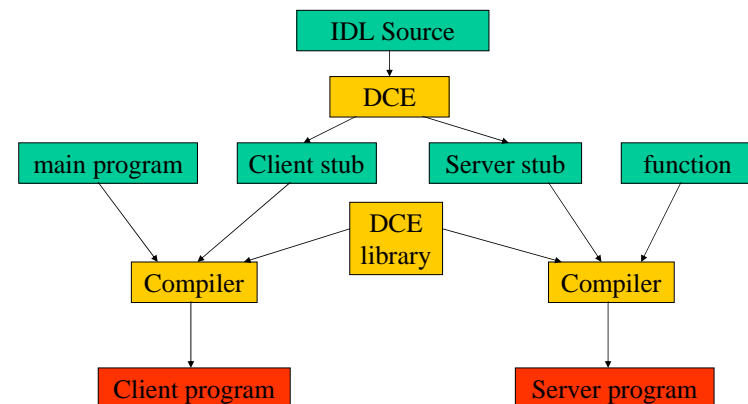 IDL Source
DCE
main program
Client stub
Server stub
function
DCE
library
Compiler
Compiler
Client program
Server program